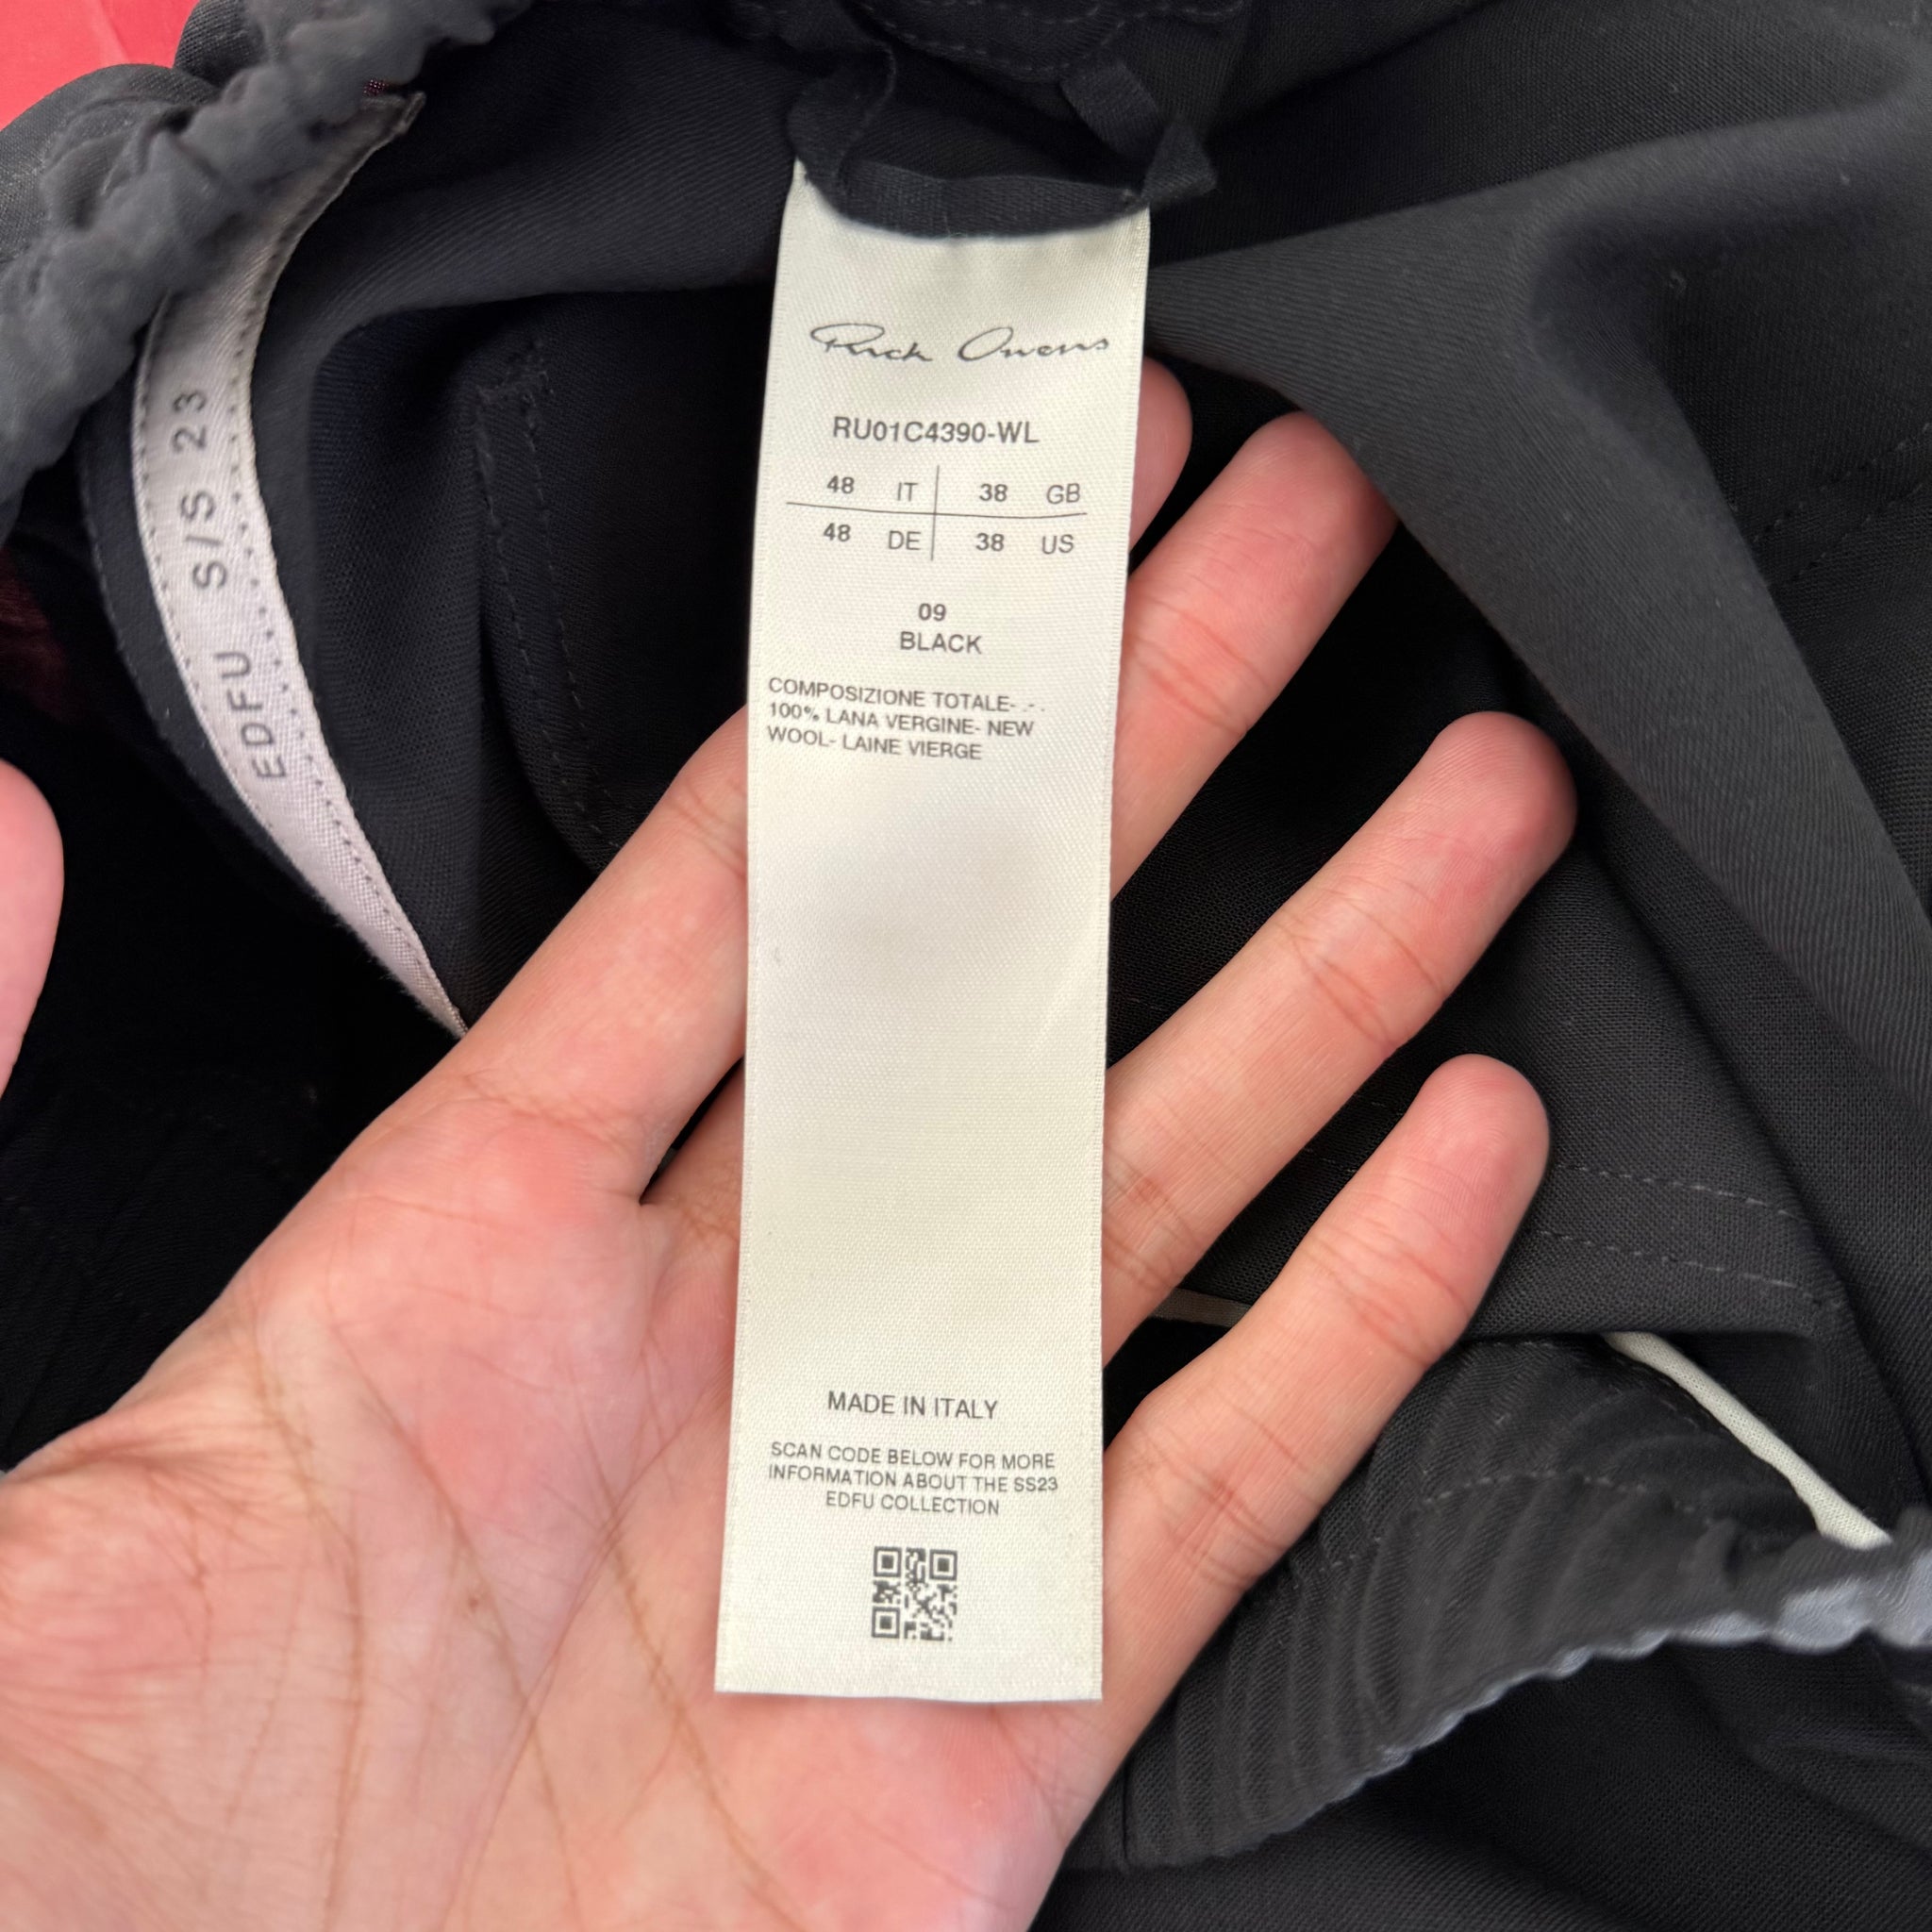 EDFU S/S 23
Rick Owens
RU01C4390-WL
48 IT 38 GB
48 DE 38 US
09
BLACK
COMPOSIZIONE TOTALE- .- .
100% LANA VERGINE- NEW
WOOL- LAINE VIERGE
MADE IN ITALY
SCAN CODE BELOW FOR MORE
INFORMATION ABOUT THE SS23
EDFU COLLECTION